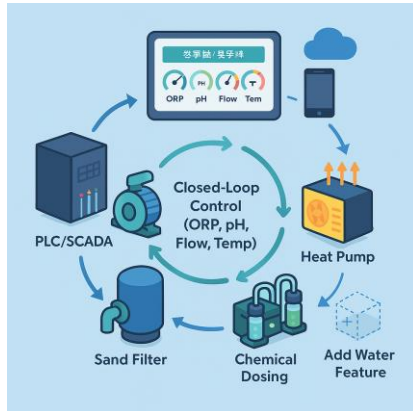 ORP pH Flow Tem
PH
PLC/SCADA
Closed-Loop
Control
(ORP, pH,
Flow, Temp)
Heat Pump
Sand Filter
Chemical
Dosing
Add Water
Feature